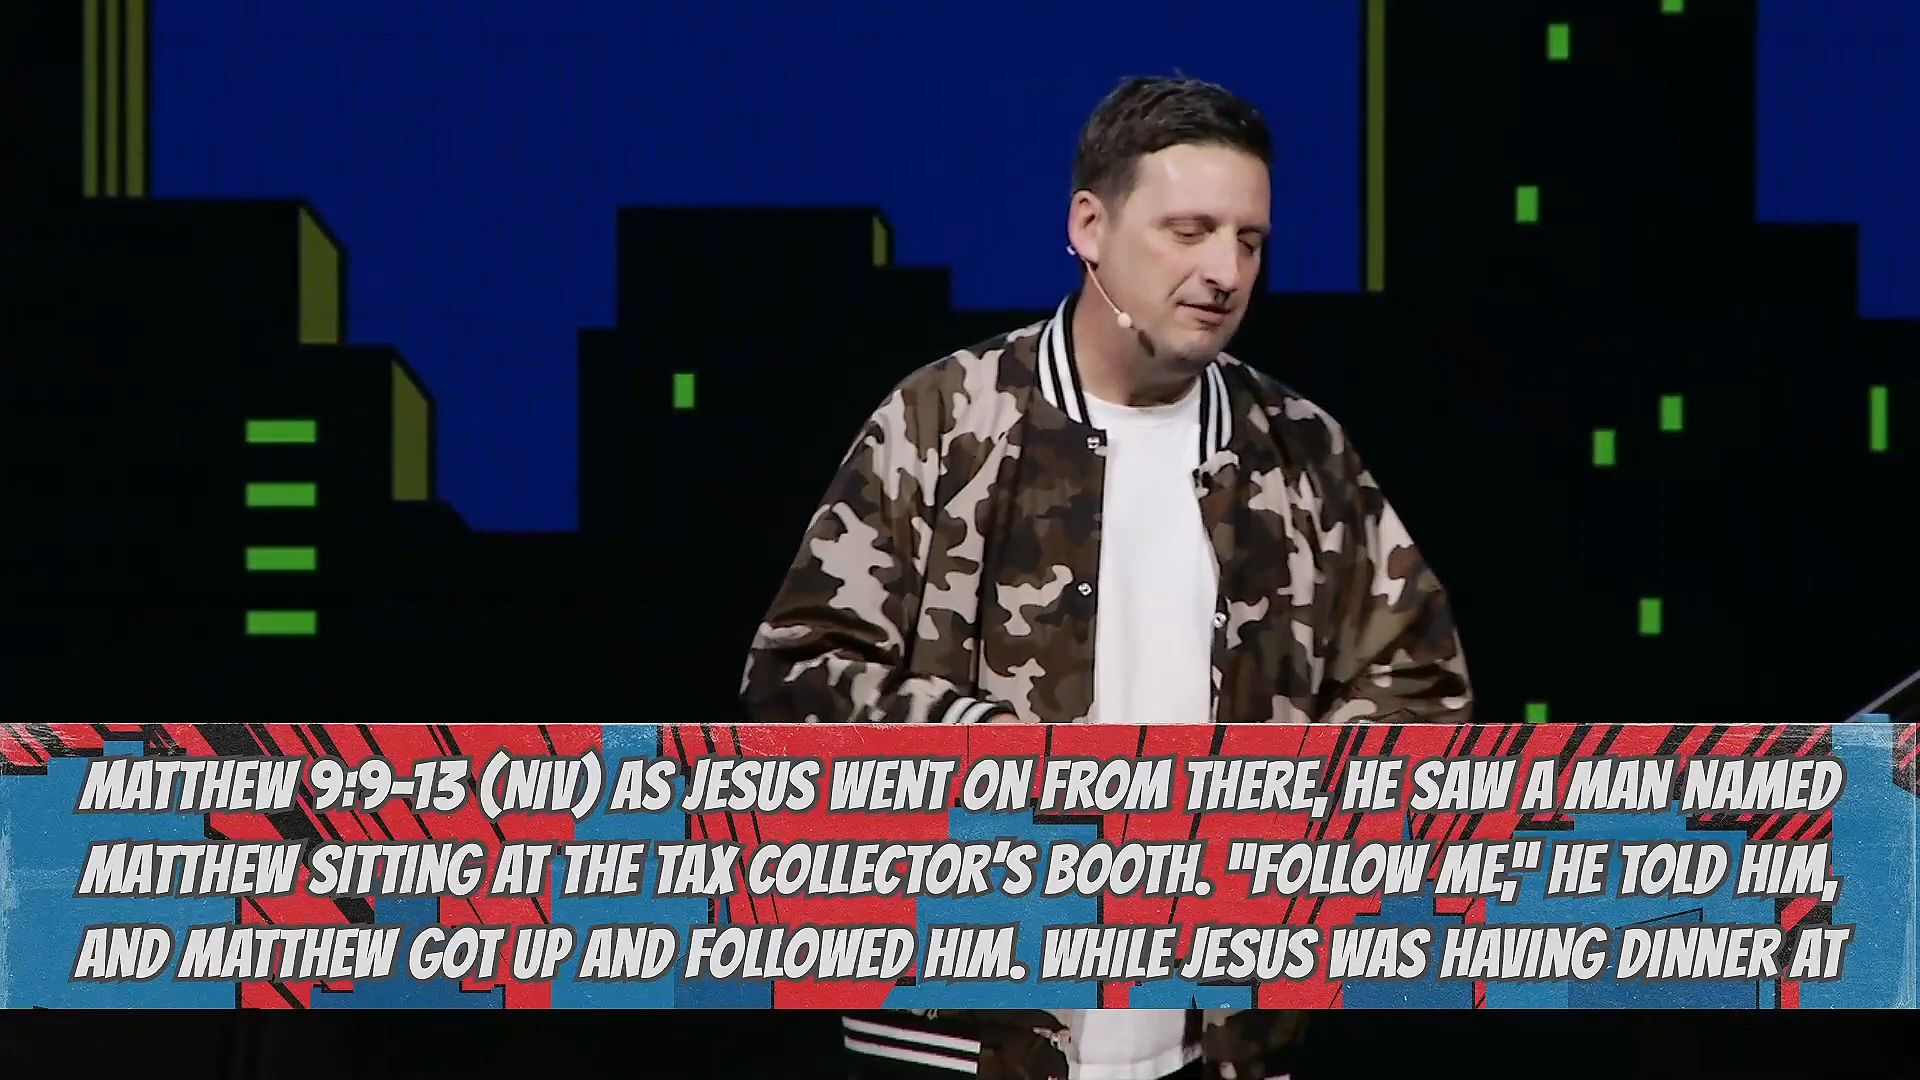 MATTHEW 9:9-13 (NIV) AS JESUS WENT ON FROM THERE, HE SAW A MAN NAMED
MATTHEW SITTING AT THE TAX COLLECTOR'S BOOTH. "FOLLOW ME," HE TOLD HIM,
AND MATTHEW GOT UP AND FOLLOWED HIM. WHILE JESUS WAS HAVING DINNER AT